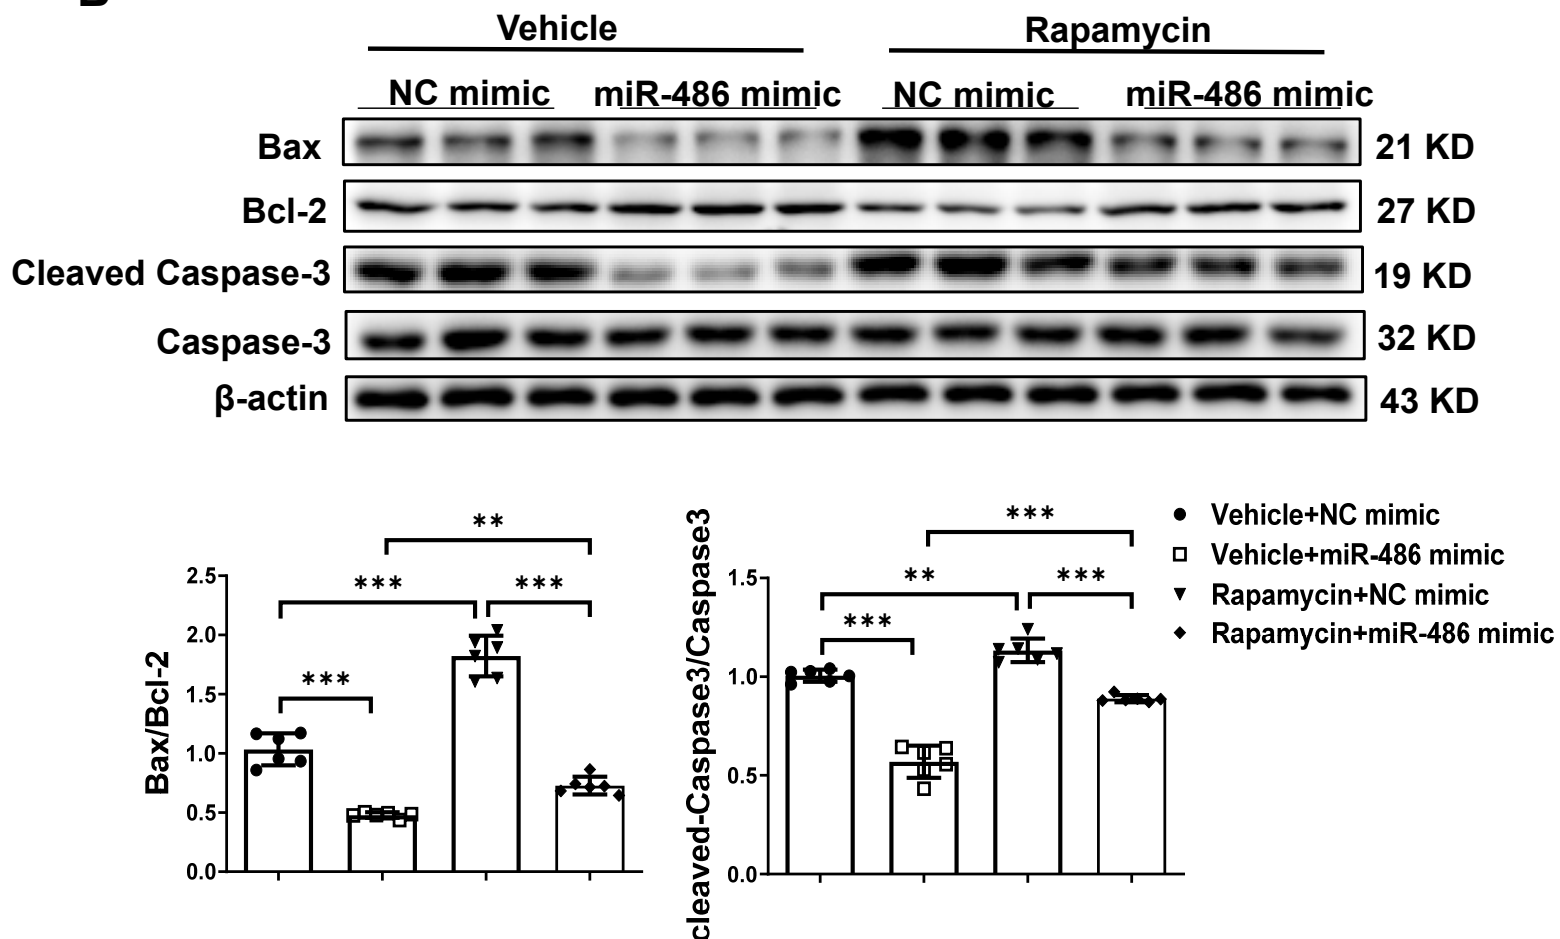 Vehicle Rapamycin
NC mimic miR-486 mimic NC mimic miR-486 mimic
Bax 21 KD
Bcl-2 27 KD
Cleaved Caspase-3 19 KD
Caspase-3 32 KD
β-actin 43 KD
Bax/Bcl-2
2.5
2.0
1.5
1.0
0.5
0.0
***
***
***
**
cleaved-Caspase3/Caspase3
1.5
1.0
0.5
0.0
***
**
***
***
Vehicle+NC mimic
Vehicle+miR-486 mimic
Rapamycin+NC mimic
Rapamycin+miR-486 mimic